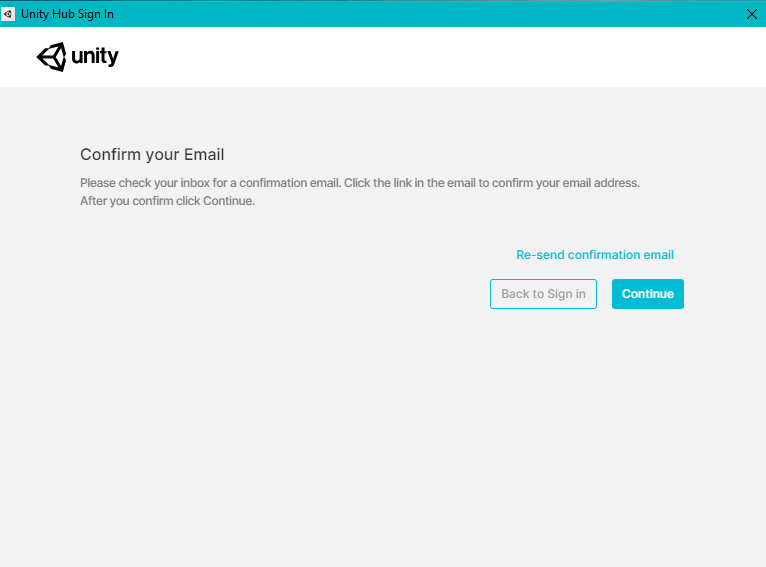 Unity Hub Sign In
unity
Confirm your Email
Please check your inbox for a confirmation email. Click the link in the email to confirm your email address.
After you confirm click Continue.
Re-send confirmation email
Back to Sign in
Continue